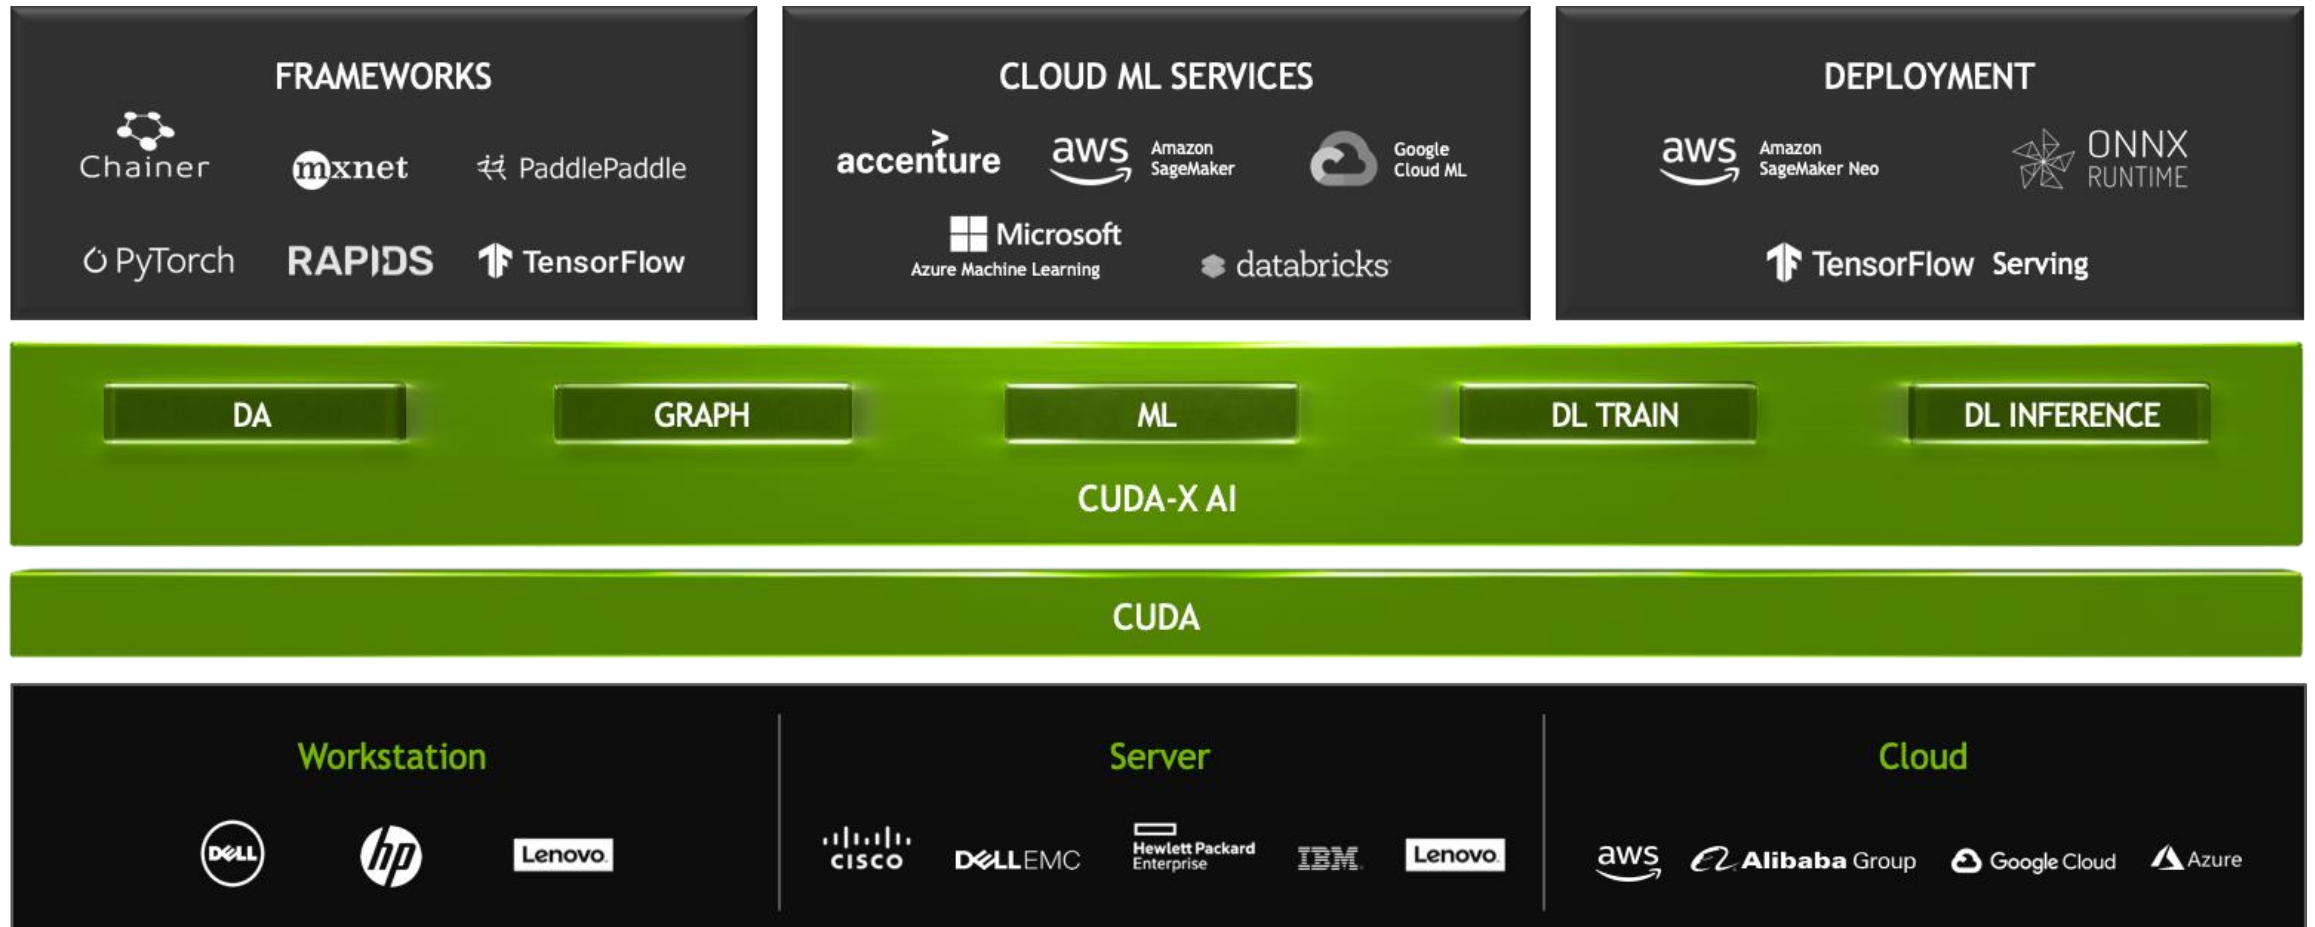 FRAMEWORKS
Chainer
mxnet
PaddlePaddle
PyTorch
RAPIDS
TensorFlow
CLOUD ML SERVICES
accenture
aws
Amazon
SageMaker
Google
Cloud ML
Microsoft
Azure Machine Learning
databricks
DEPLOYMENT
aws
Amazon
SageMaker Neo
ONNX
RUNTIME
TensorFlow Serving
DA
GRAPH
ML
DL TRAIN
DL INFERENCE
CUDA-X AI
CUDA
Workstation
DELL
hp
Lenovo
Server
CISCO
DELLEMC
Hewlett Packard
Enterprise
IBM
Lenovo
Cloud
aws
Alibaba Group
Google Cloud
Azure